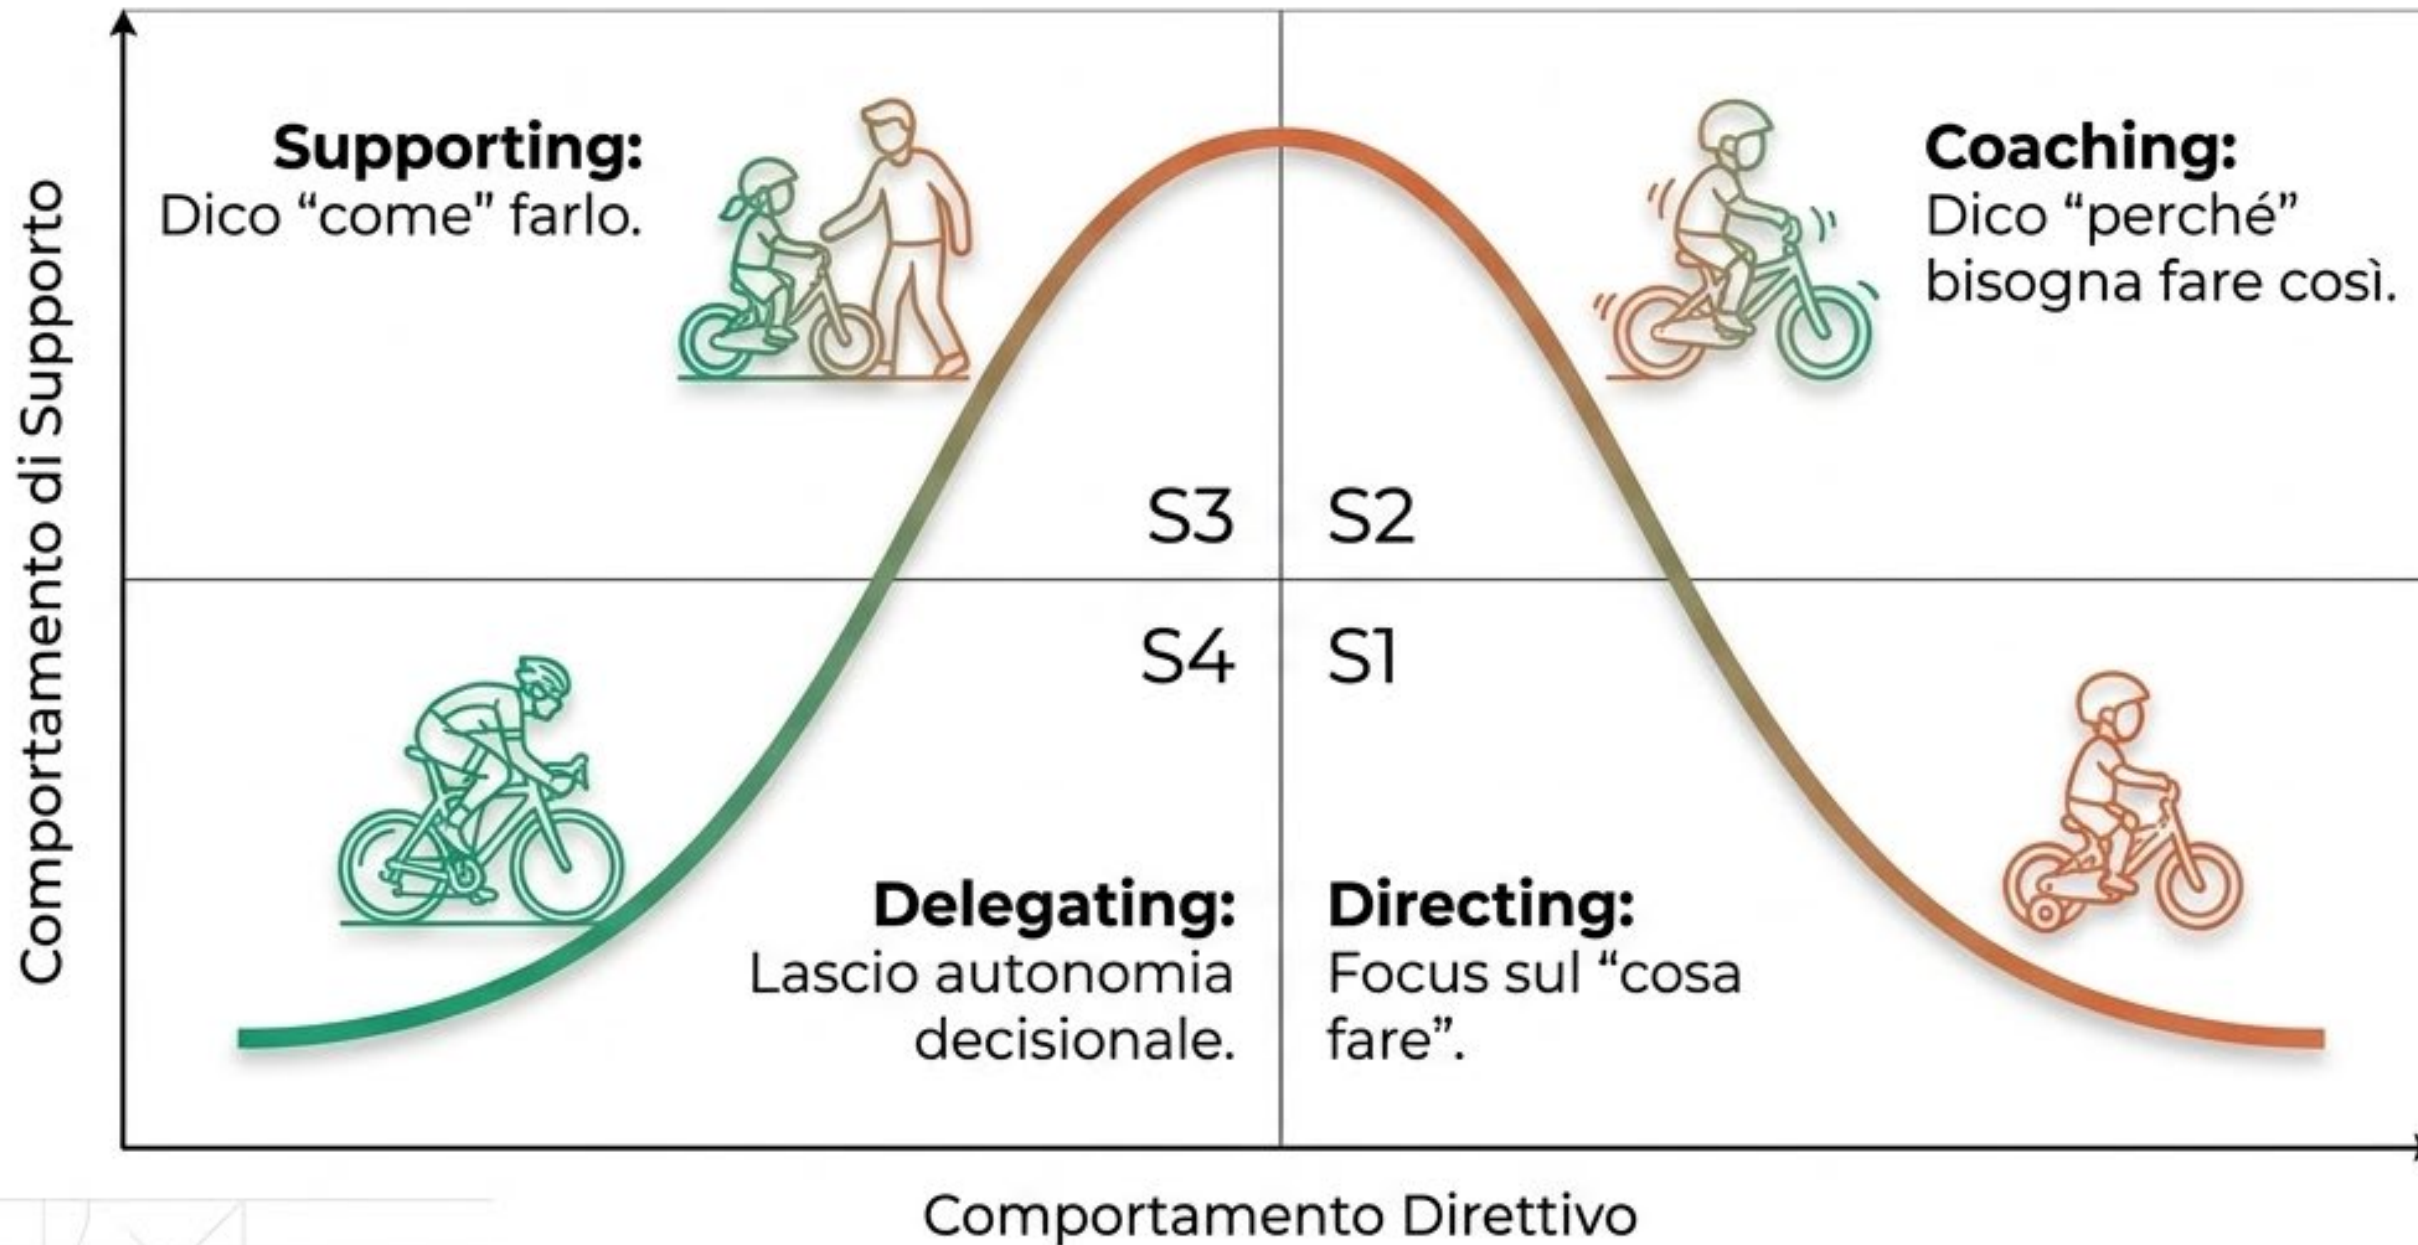 Comportamento di Supporto
Supporting:
Dico “come” farlo.
Coaching:
Dico “perché”
bisogna fare così.
S3
S2
S4
S1
Delegating:
Lascio autonomia
decisionale.
Directing:
Focus sul “cosa
fare”.
Comportamento Direttivo